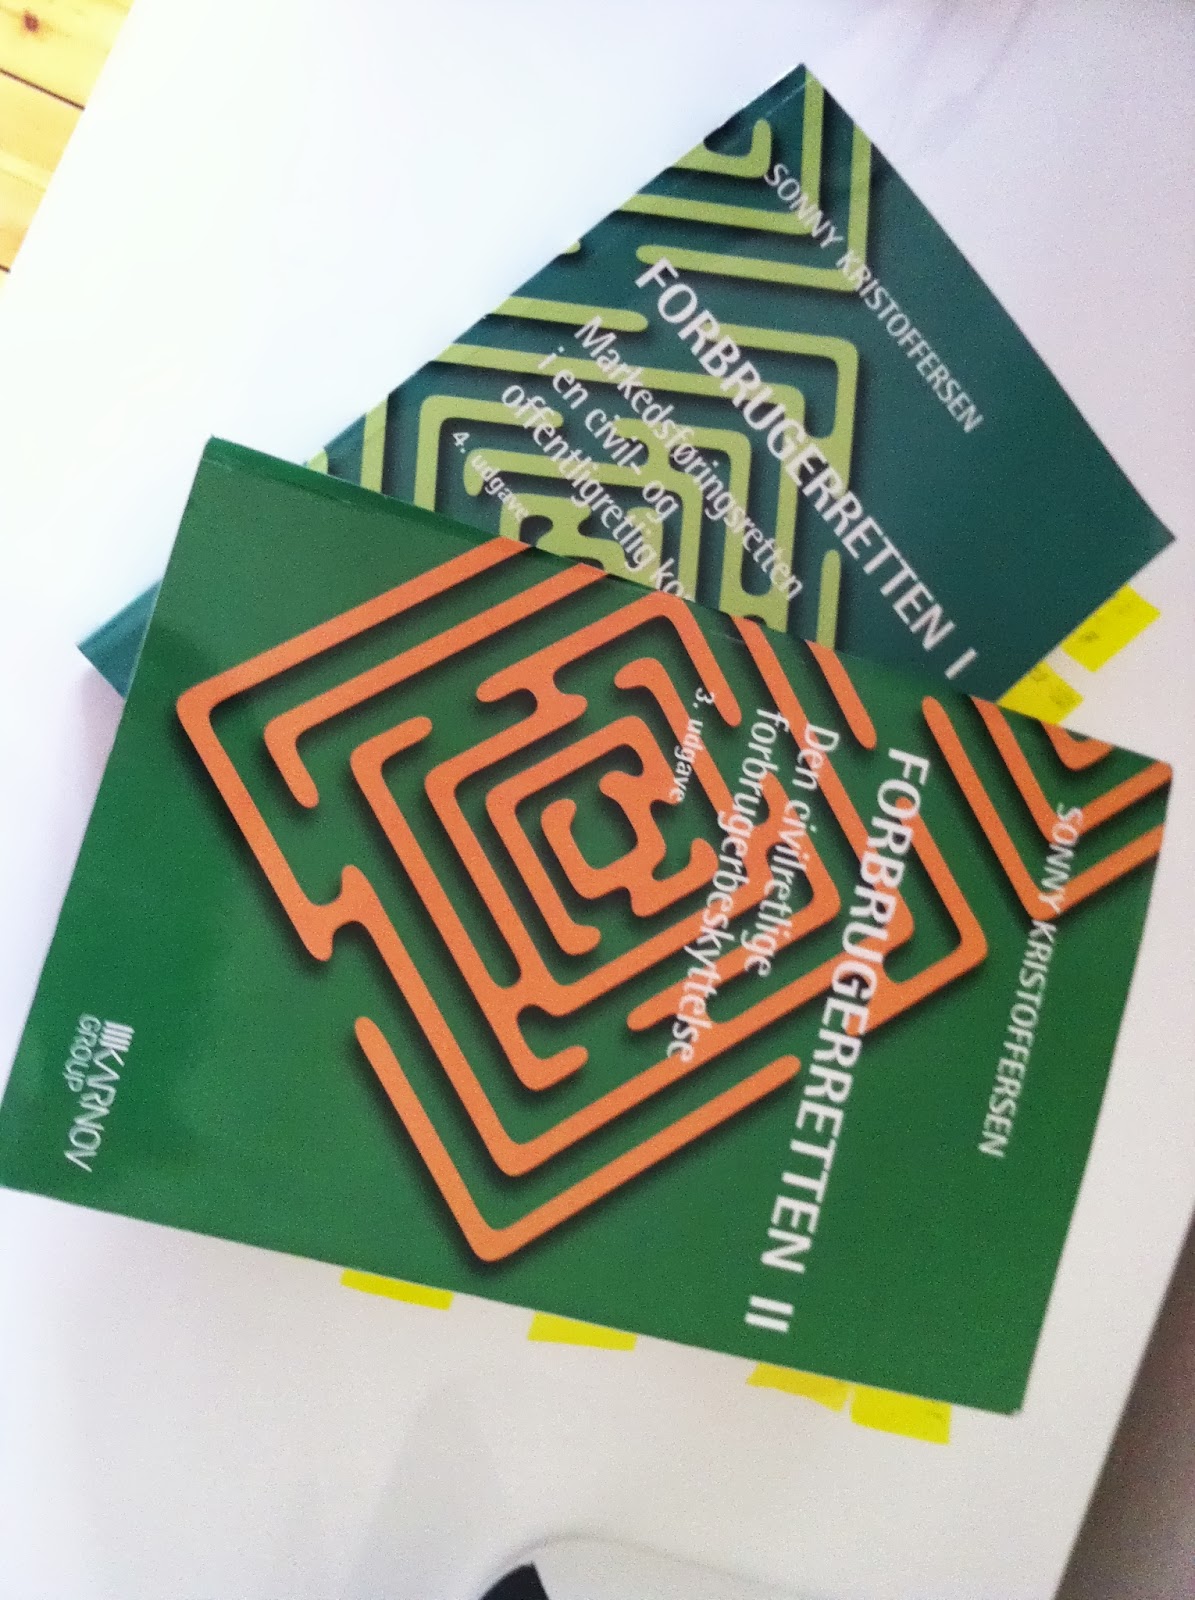 SONNY KRISTOFFERSEN
FORBRUGERRETTEN I
Markedsføringsretten
i en civil- og
offentligretlig
4. udgave
SONNY KRISTOFFERSEN
FORBRUGERRETTEN II
Den civilretlige
forbrugerbeskyttelse
3. udgave
KARNOV
GROUP